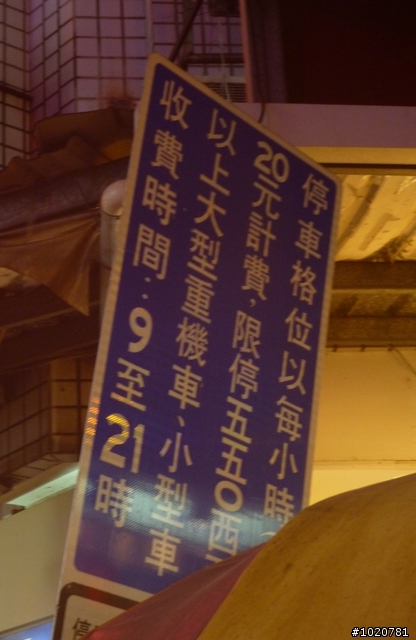 停車格位以每小時
20元計費,限停五五〇西
以上大型重機車、小型車
收費時間:9至21時
停
#1020781